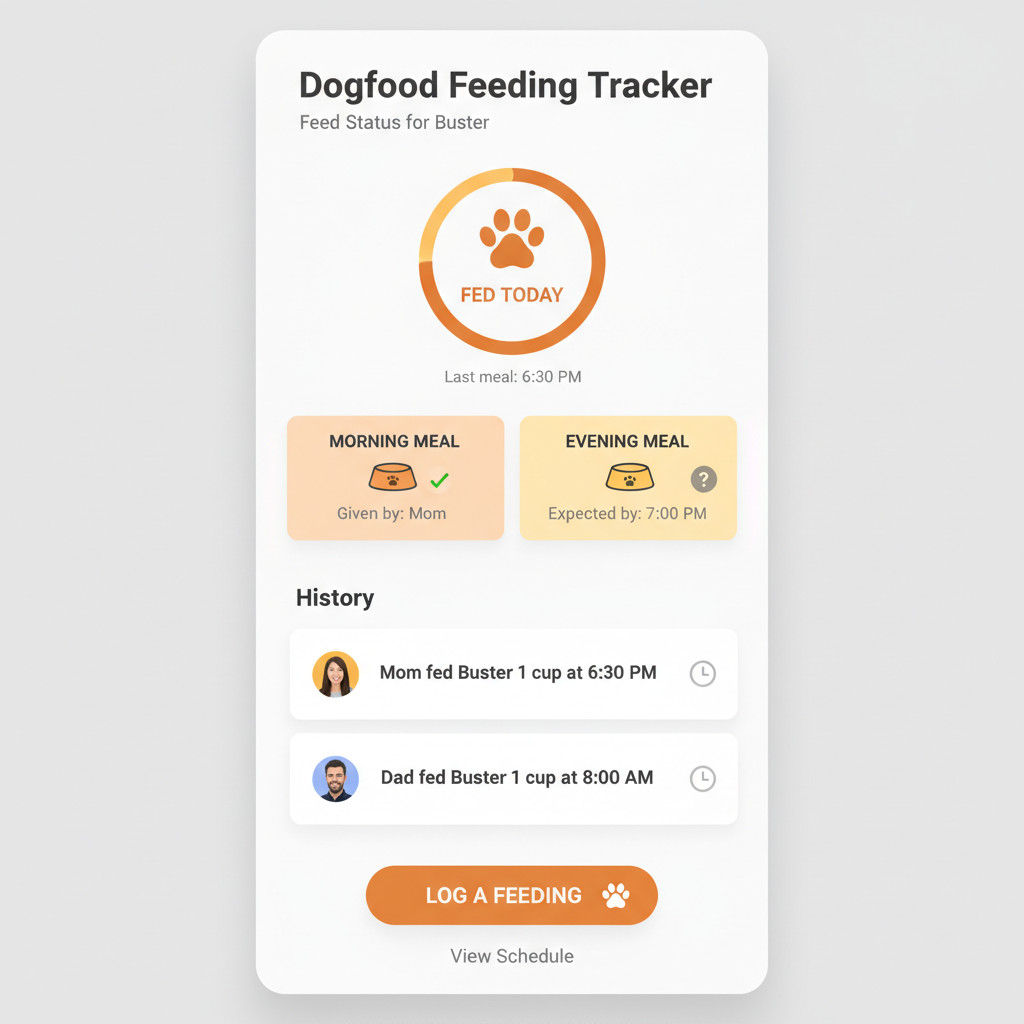 Dogfood Feeding Tracker
Feed Status for Buster
FED TODAY
Last meal: 6:30 PM
MORNING MEAL
Given by: Mom
EVENING MEAL
?
Expected by: 7:00 PM
History
Mom fed Buster 1 cup at 6:30 PM
Dad fed Buster 1 cup at 8:00 AM
LOG A FEEDING
View Schedule